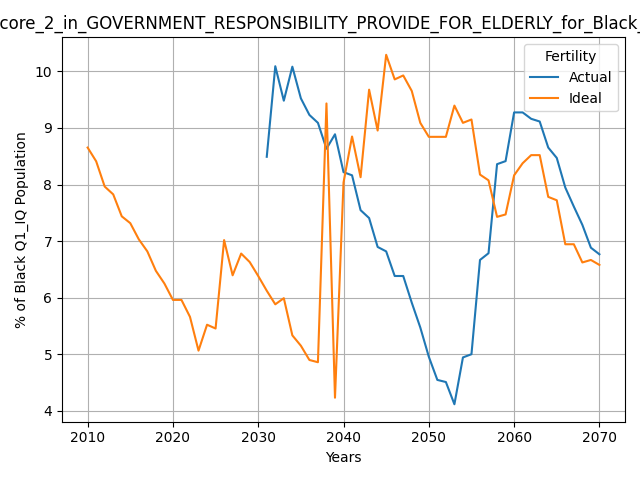 core_2_in_GOVERNMENT_RESPONSIBILITY_PROVIDE_FOR_ELDERLY_for_Black_
Fertility
Actual
Ideal
% of Black Q1_IQ Population
10
9
8
7
6
5
4
2010 2020 2030 2040 2050 2060 2070
Years